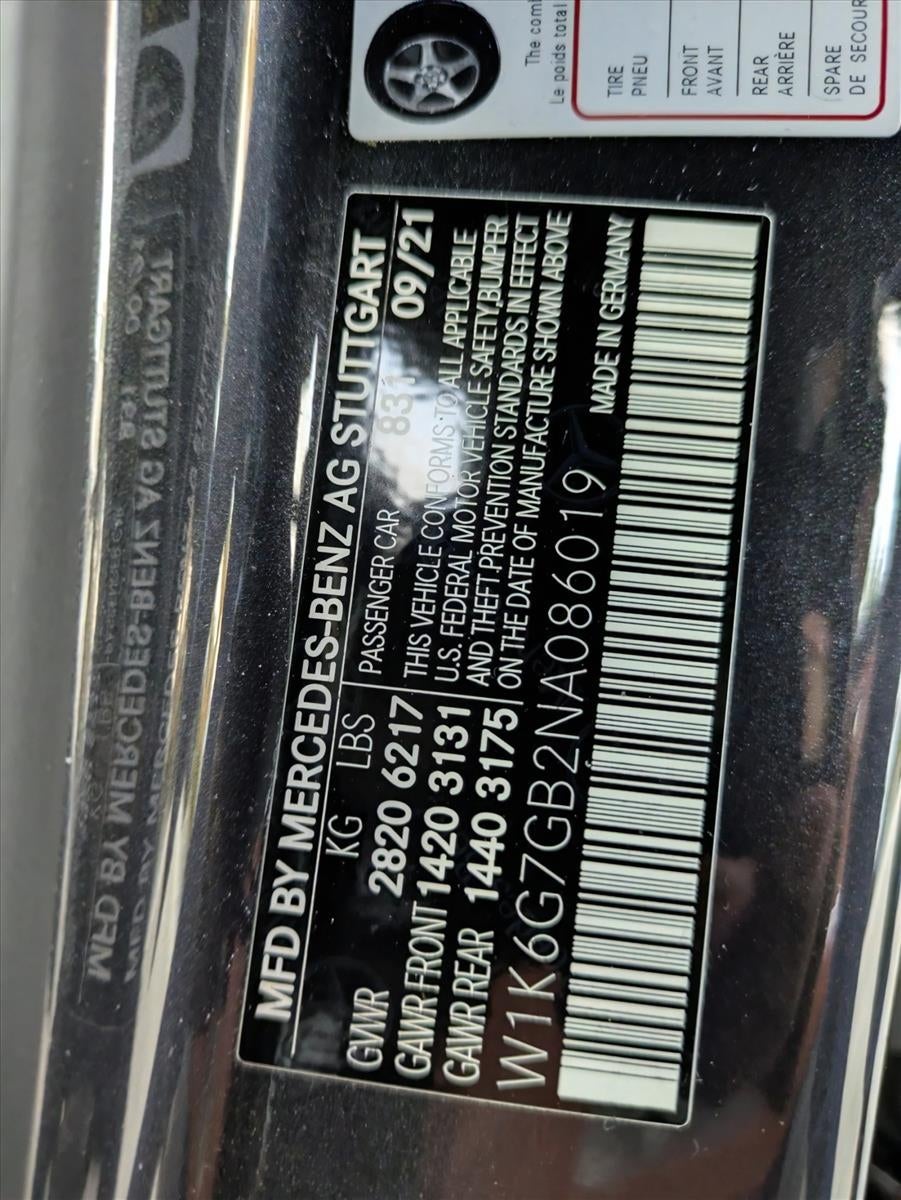 MFD BY MERCEDES-BENZ AG STUTTGART
KG LBS PASSENGER CAR 831 09/21
GVWR 2820 6217 THIS VEHICLE CONFORMS TO ALL APPLICABLE
GAWR FRONT 1420 3131 U.S. FEDERAL MOTOR VEHICLE SAFETY,BUMPER
GAWR REAR 1440 3175 AND THEFT PREVENTION STANDARDS IN EFFECT
ON THE DATE OF MANUFACTURE SHOWN ABOVE
W1K6G7GB2NA086019 MADE IN GERMANY
The
Le poids total
TIRE
PNEU
FRONT
AVANT
REAR
ARRIÈRE
SPARE
DE SECOUR